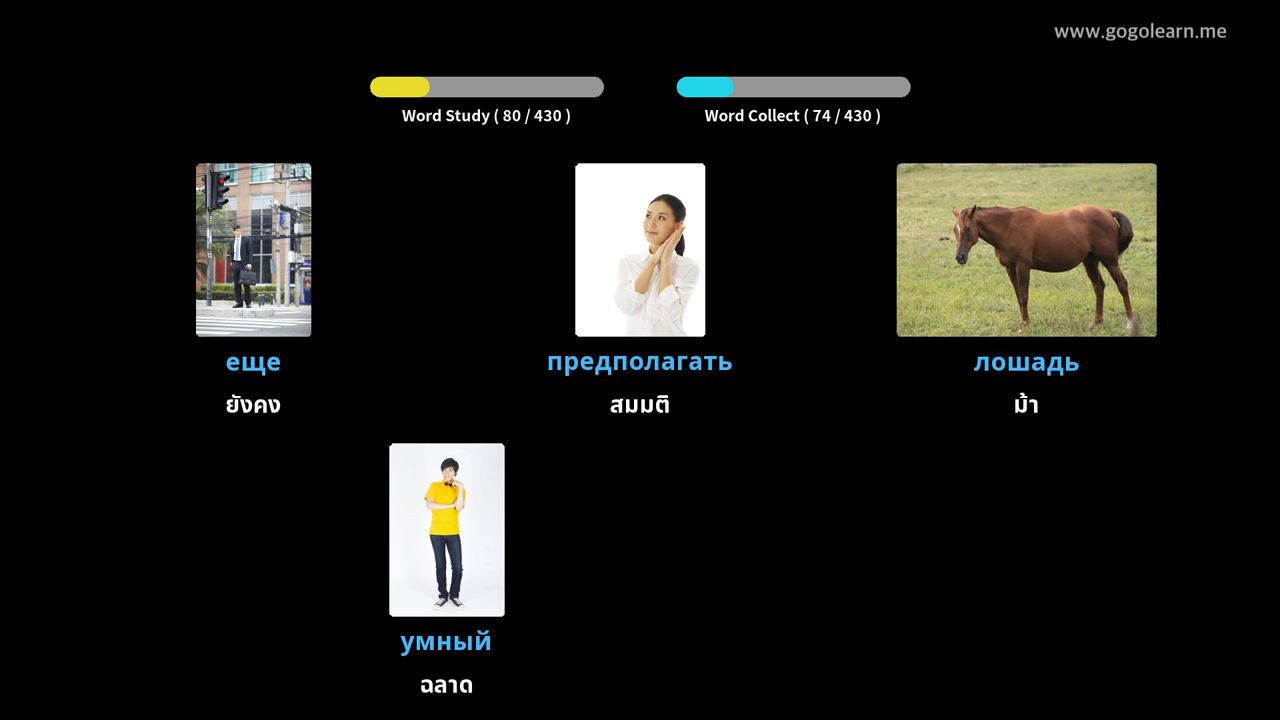 www.gogolearn.me
Word Study ( 80 / 430 )
Word Collect ( 74 / 430 )
еще
предполагать
лошадь
ยังคง
สมมติ
ม้า
умный
ฉลาด